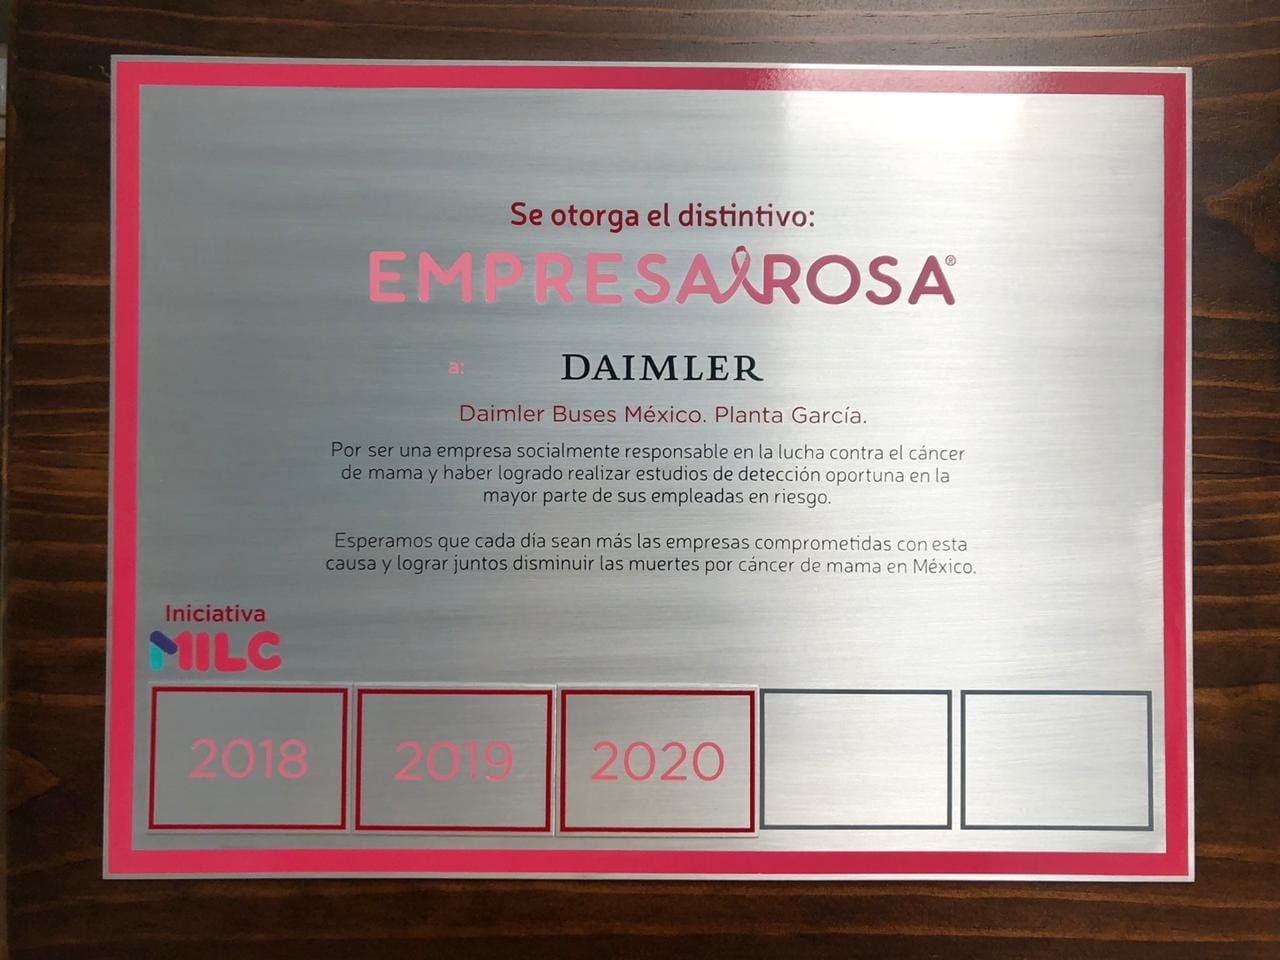 Se otorga el distintivo:
EMPRESA ROSA®
a: DAIMLER
Daimler Buses México. Planta García.
Por ser una empresa socialmente responsable en la lucha contra el cáncer
de mama y haber logrado realizar estudios de detección oportuna en la
mayor parte de sus empleadas en riesgo.
Esperamos que cada día sean más las empresas comprometidas con esta
causa y lograr juntos disminuir las muertes por cáncer de mama en México.
Iniciativa
MILC
2018 2019 2020